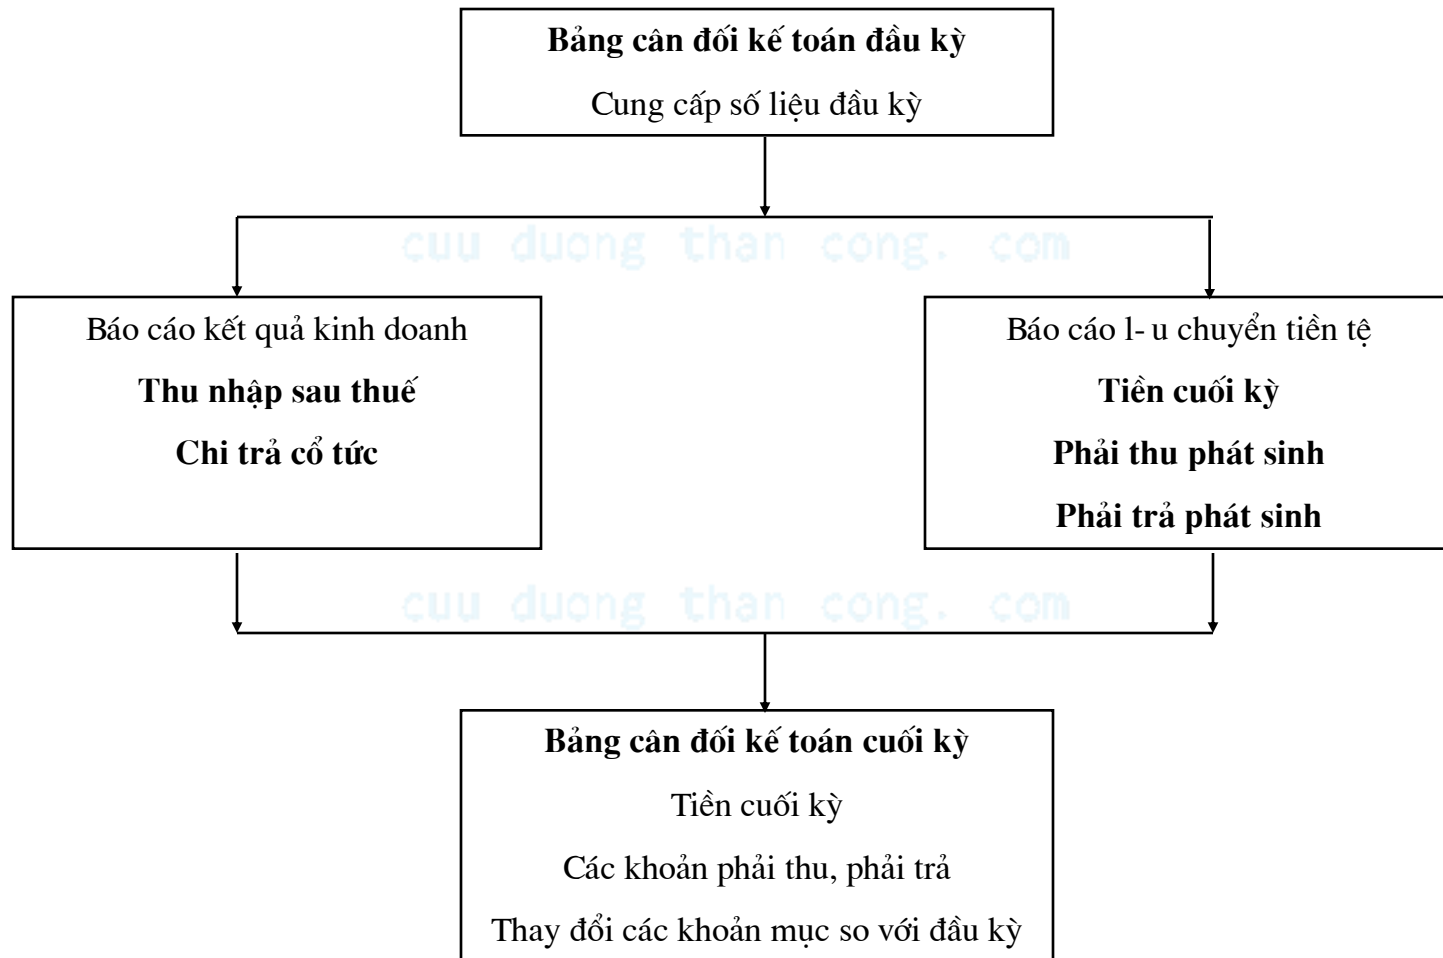 Bảng cân đối kế toán đầu kỳ
Cung cấp số liệu đầu kỳ
cuu duong than cong. com
Báo cáo kết quả kinh doanh
Thu nhập sau thuế
Chi trả cổ tức
Báo cáo l- u chuyển tiền tệ
Tiền cuối kỳ
Phải thu phát sinh
Phải trả phát sinh
cuu duong than cong. com
Bảng cân đối kế toán cuối kỳ
Tiền cuối kỳ
Các khoản phải thu, phải trả
Thay đổi các khoản mục so với đầu kỳ